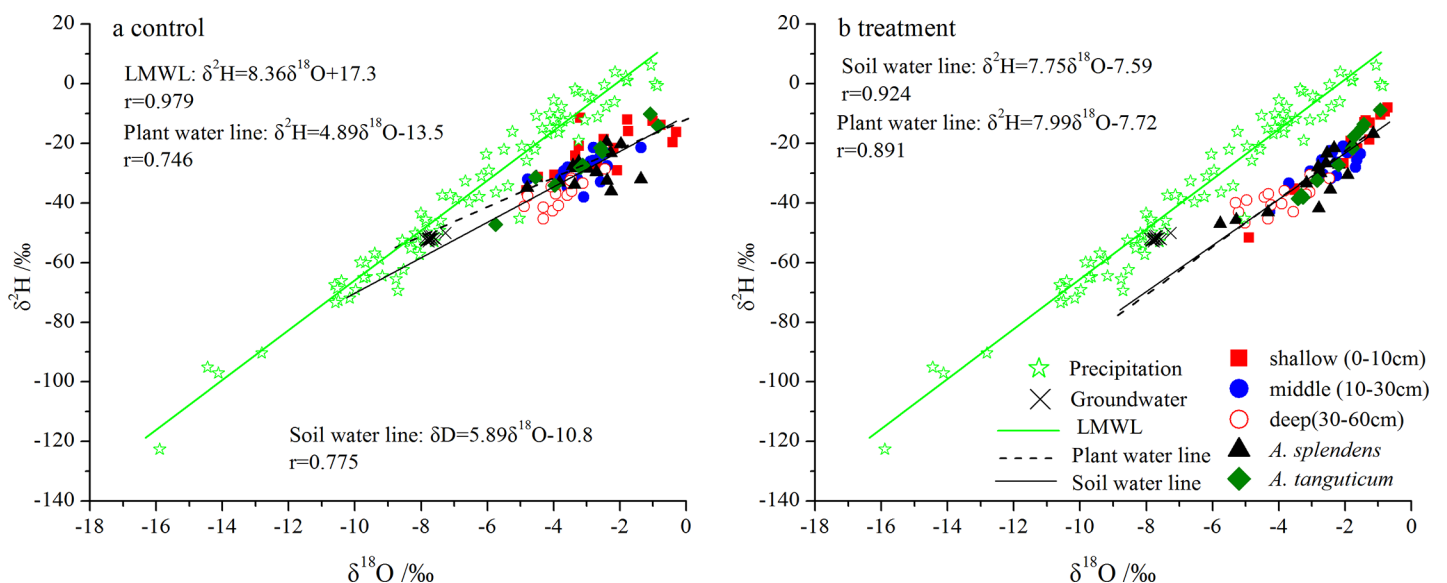 a control
LMWL: δ²H=8.36δ¹⁸O+17.3
r=0.979
Plant water line: δ²H=4.89δ¹⁸O-13.5
r=0.746
Soil water line: δD=5.89δ¹⁸O-10.8
r=0.775
20
0
-20
-40
-60
-80
-100
-120
-140
δ²H /‰
-18 -16 -14 -12 -10 -8 -6 -4 -2 0
δ¹⁸O /‰
b treatment
Soil water line: δ²H=7.75δ¹⁸O-7.59
r=0.924
Plant water line: δ²H=7.99δ¹⁸O-7.72
r=0.891
Precipitation
Groundwater
LMWL
Plant water line
Soil water line
shallow (0-10cm)
middle (10-30cm)
deep(30-60cm)
A. splendens
A. tanguticum
20
0
-20
-40
-60
-80
-100
-120
-140
δ²H /‰
-18 -16 -14 -12 -10 -8 -6 -4 -2 0
δ¹⁸O /‰